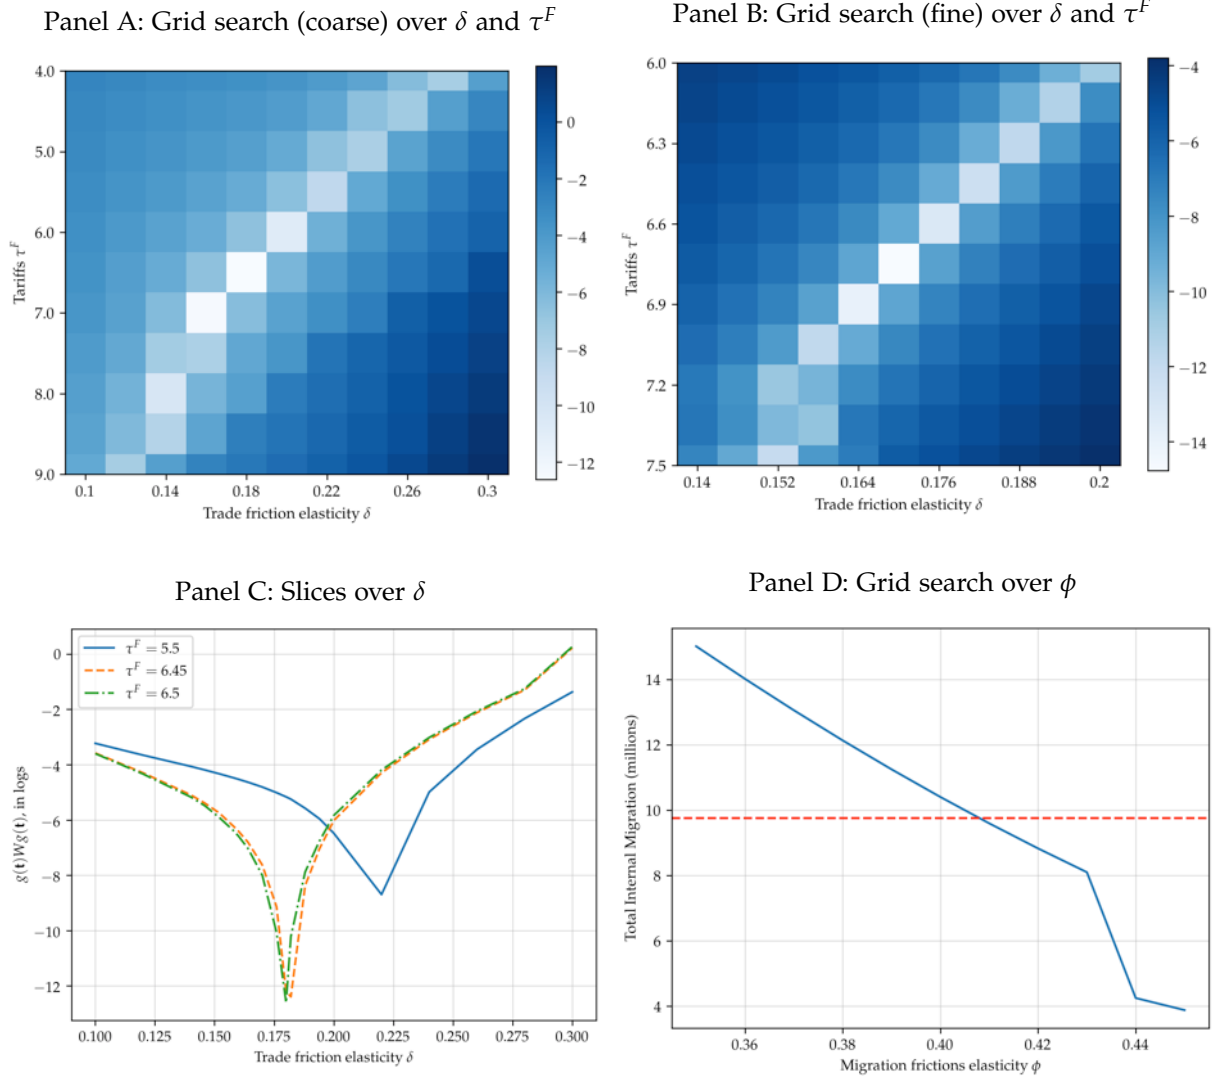 Panel A: Grid search (coarse) over δ and τ^F
4.0
5.0
6.0
7.0
8.0
9.0
Tariffs τ^F
0.1 0.14 0.18 0.22 0.26 0.3
Trade friction elasticity δ
0
−2
−4
−6
−8
−10
−12
Panel B: Grid search (fine) over δ and τ^F
6.0
6.3
6.6
6.9
7.2
7.5
Tariffs τ^F
0.14 0.152 0.164 0.176 0.188 0.2
Trade friction elasticity δ
−4
−6
−8
−10
−12
−14
Panel C: Slices over δ
τ^F = 5.5
τ^F = 6.45
τ^F = 6.5
0
−2
−4
−6
−8
−10
−12
g(t)Wg(t), in logs
0.100 0.125 0.150 0.175 0.200 0.225 0.250 0.275 0.300
Trade friction elasticity δ
Panel D: Grid search over ϕ
14
12
10
8
6
4
Total Internal Migration (millions)
0.36 0.38 0.40 0.42 0.44
Migration frictions elasticity ϕ